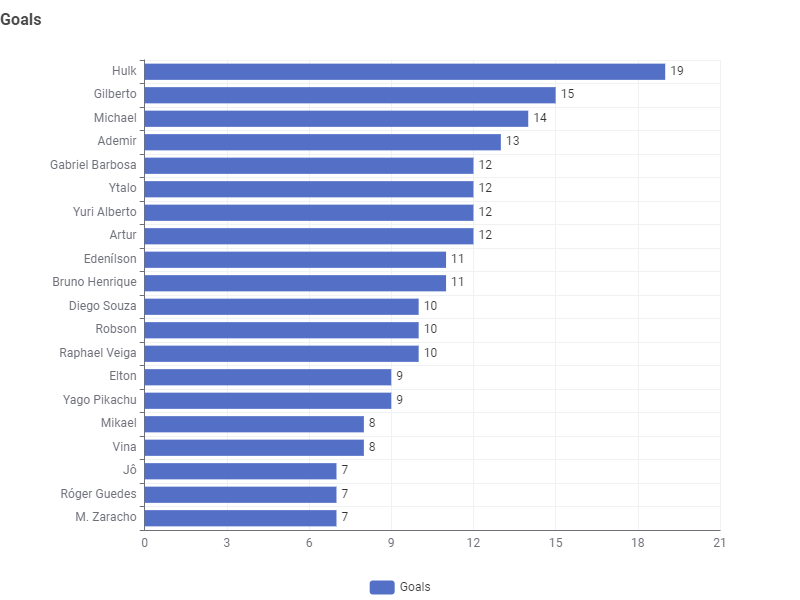 Goals
Hulk 19
Gilberto 15
Michael 14
Ademir 13
Gabriel Barbosa 12
Ytalo 12
Yuri Alberto 12
Artur 12
Edenílson 11
Bruno Henrique 11
Diego Souza 10
Robson 10
Raphael Veiga 10
Elton 9
Yago Pikachu 9
Mikael 8
Vina 8
Jô 7
Róger Guedes 7
M. Zaracho 7
0 3 6 9 12 15 18 21
Goals